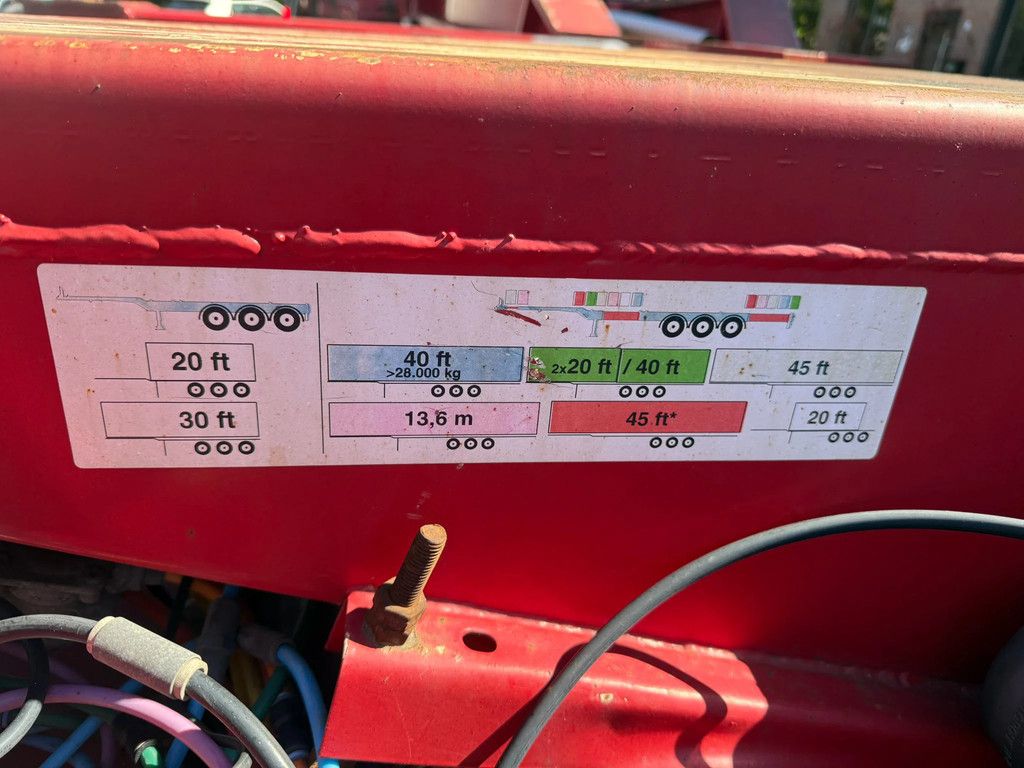 20 ft
30 ft
40 ft
>28.000 kg
2x20 ft / 40 ft
45 ft
13,6 m
45 ft*
20 ft